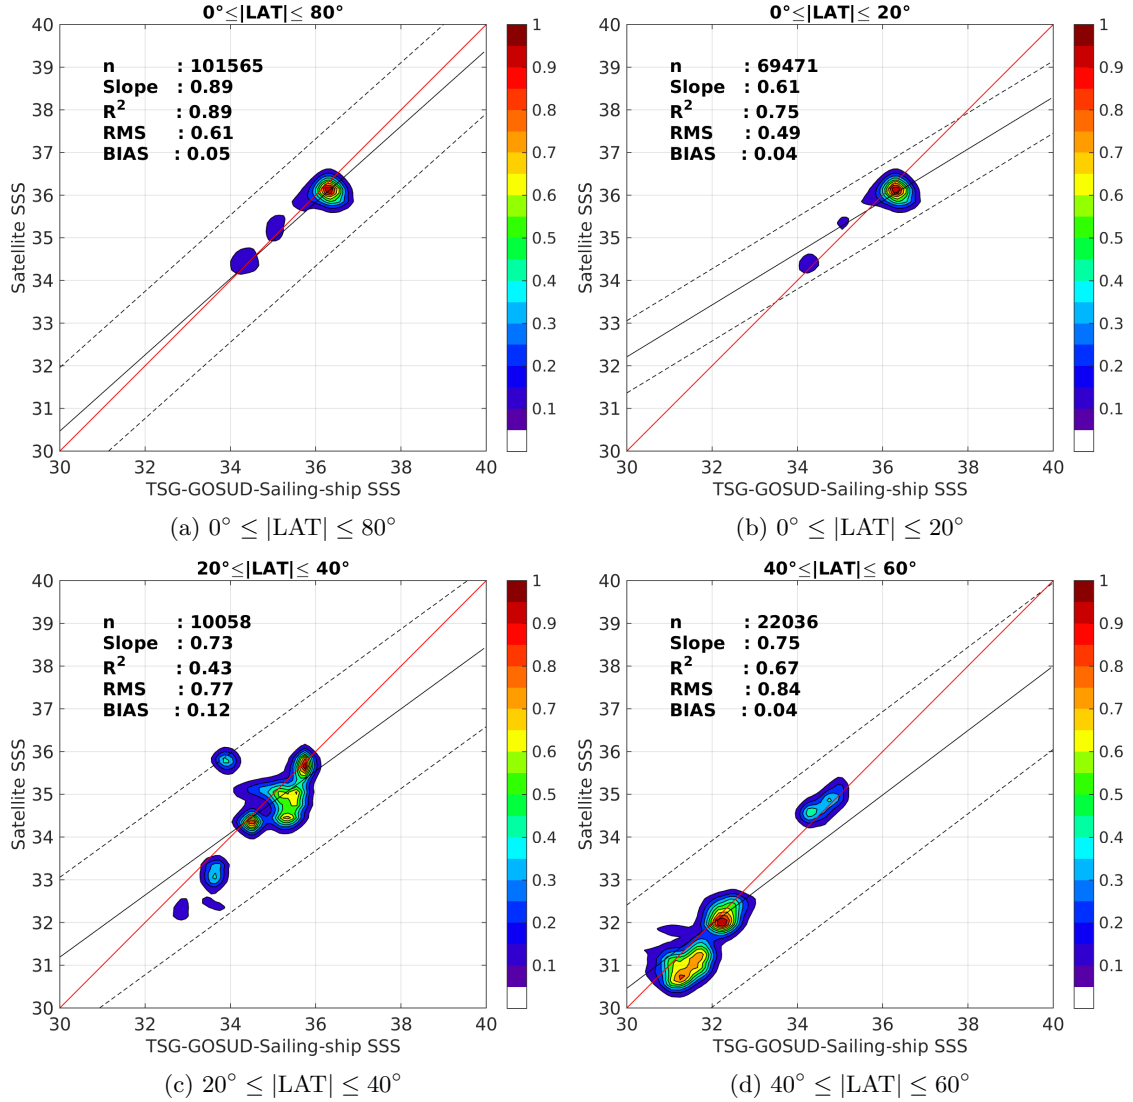 0°≤|LAT|≤ 80°
n : 101565
Slope : 0.89
R² : 0.89
RMS : 0.61
BIAS : 0.05
40
39
38
37
36
35
34
33
32
31
30
Satellite SSS
30 32 34 36 38 40
TSG-GOSUD-Sailing-ship SSS
1
0.9
0.8
0.7
0.6
0.5
0.4
0.3
0.2
0.1
(a) 0° ≤ |LAT| ≤ 80°
0°≤|LAT|≤ 20°
n : 69471
Slope : 0.61
R² : 0.75
RMS : 0.49
BIAS : 0.04
40
39
38
37
36
35
34
33
32
31
30
Satellite SSS
30 32 34 36 38 40
TSG-GOSUD-Sailing-ship SSS
1
0.9
0.8
0.7
0.6
0.5
0.4
0.3
0.2
0.1
(b) 0° ≤ |LAT| ≤ 20°
20°≤|LAT|≤ 40°
n : 10058
Slope : 0.73
R² : 0.43
RMS : 0.77
BIAS : 0.12
40
39
38
37
36
35
34
33
32
31
30
Satellite SSS
30 32 34 36 38 40
TSG-GOSUD-Sailing-ship SSS
1
0.9
0.8
0.7
0.6
0.5
0.4
0.3
0.2
0.1
(c) 20° ≤ |LAT| ≤ 40°
40°≤|LAT|≤ 60°
n : 22036
Slope : 0.75
R² : 0.67
RMS : 0.84
BIAS : 0.04
40
39
38
37
36
35
34
33
32
31
30
Satellite SSS
30 32 34 36 38 40
TSG-GOSUD-Sailing-ship SSS
1
0.9
0.8
0.7
0.6
0.5
0.4
0.3
0.2
0.1
(d) 40° ≤ |LAT| ≤ 60°